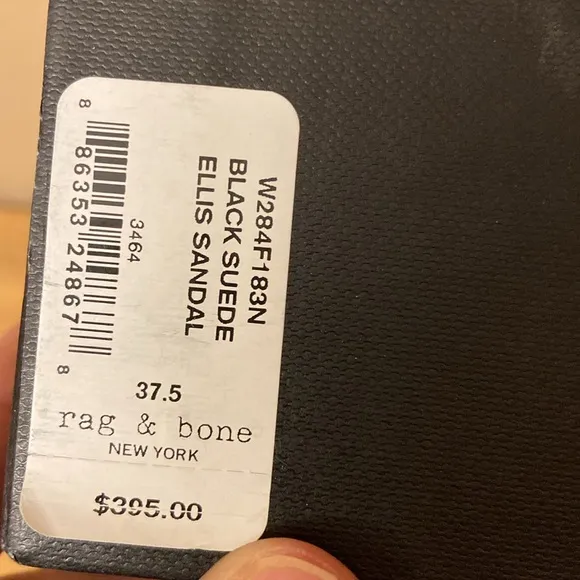 W284F183N
BLACK SUEDE
ELLIS SANDAL
3464
8 86353 24867 8
37.5
rag & bone
NEW YORK
$395.00